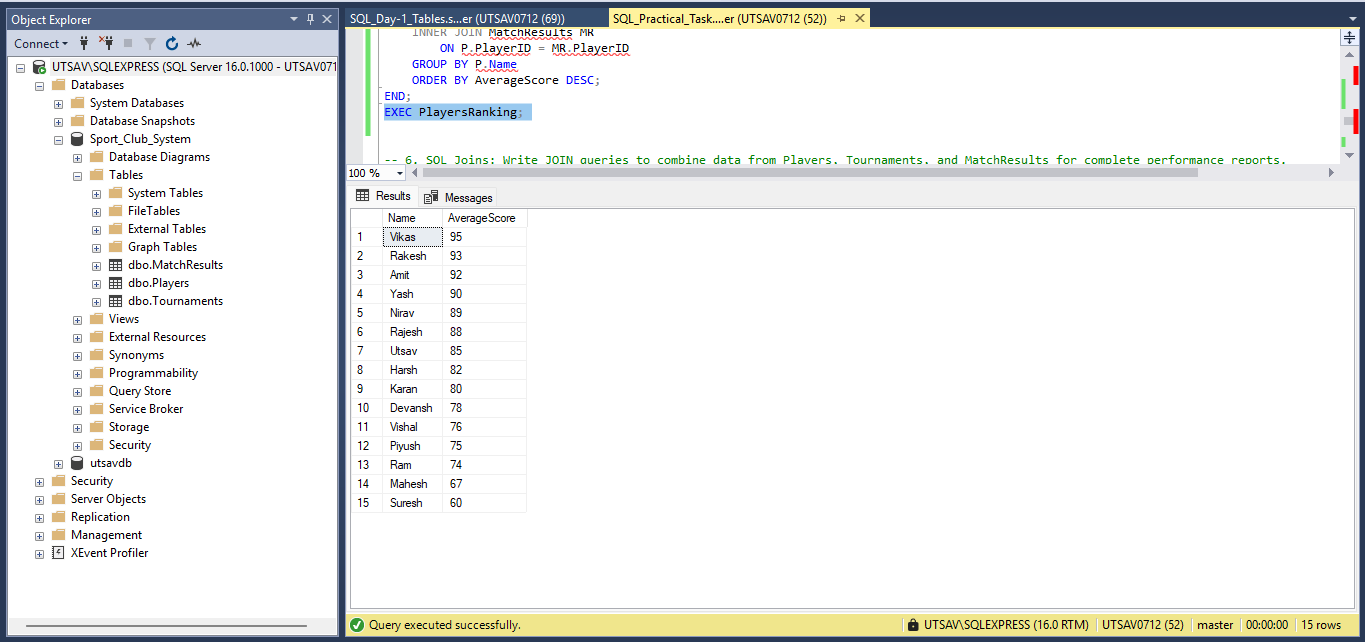 Object Explorer
Connect
UTSAV\SQLEXPRESS (SQL Server 16.0.1000 - UTSAV071
Databases
System Databases
Database Snapshots
Sport_Club_System
Database Diagrams
Tables
System Tables
FileTables
External Tables
Graph Tables
dbo.MatchResults
dbo.Players
dbo.Tournaments
Views
External Resources
Synonyms
Programmability
Query Store
Service Broker
Storage
Security
utsavdb
Security
Server Objects
Replication
Management
XEvent Profiler
SQL_Day-1_Tables.s...er (UTSAV0712 (69))
SQL_Practical_Task....er (UTSAV0712 (52))
INNER JOIN MatchResults MR
ON P.PlayerID = MR.PlayerID
GROUP BY P.Name
ORDER BY AverageScore DESC;
END;
EXEC PlayersRanking;
-- 6. SQL Joins: Write JOIN queries to combine data from Players, Tournaments, and MatchResults for complete performance reports.
100 %
Results Messages
Name AverageScore
1 Vikas 95
2 Rakesh 93
3 Amit 92
4 Yash 90
5 Nirav 89
6 Rajesh 88
7 Utsav 85
8 Harsh 82
9 Karan 80
10 Devansh 78
11 Vishal 76
12 Piyush 75
13 Ram 74
14 Mahesh 67
15 Suresh 60
Query executed successfully.
UTSAV\SQLEXPRESS (16.0 RTM) UTSAV0712 (52) master 00:00:00 15 rows